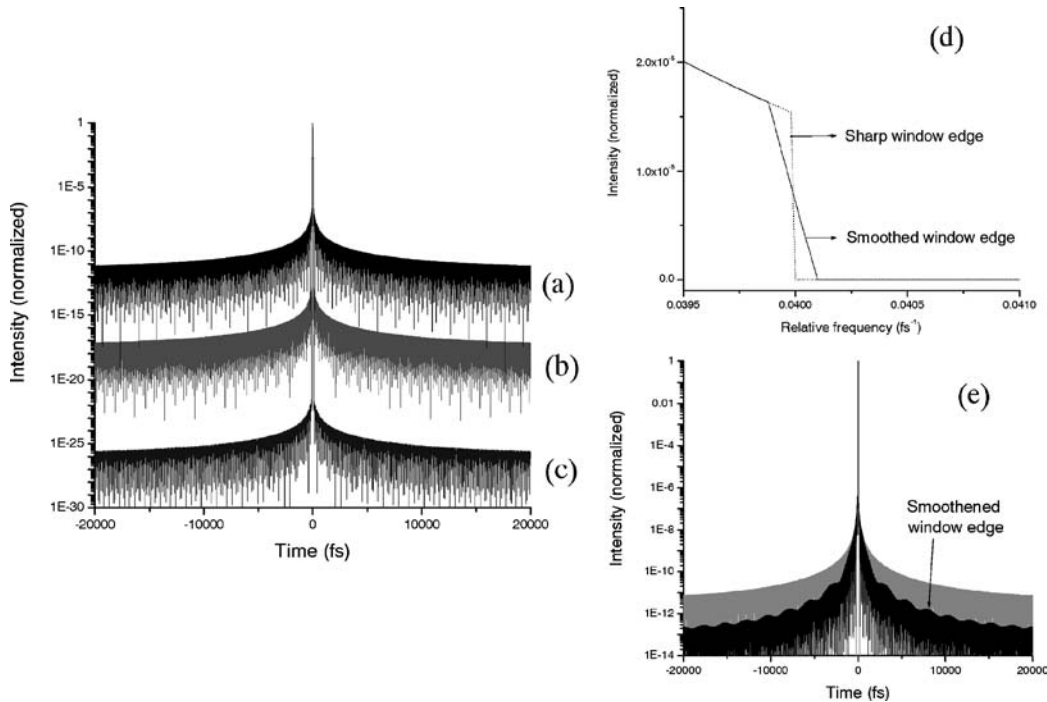 1
1E-5
1E-10
1E-15
1E-20
1E-25
1E-30
Intensity (normalized)
-20000
-10000
0
10000
20000
Time (fs)
(a)
(b)
(c)
(d)
2.0x10⁻⁵
1.0x10⁻⁵
0.0
Intensity (normalized)
Sharp window edge
Smoothed window edge
0.0395
0.0400
0.0405
0.0410
Relative frequency (fs⁻¹)
(e)
1
0.01
1E-4
1E-6
1E-8
1E-10
1E-12
1E-14
Intensity (normalized)
Smoothened
window edge
-20000
-10000
0
10000
20000
Time (fs)